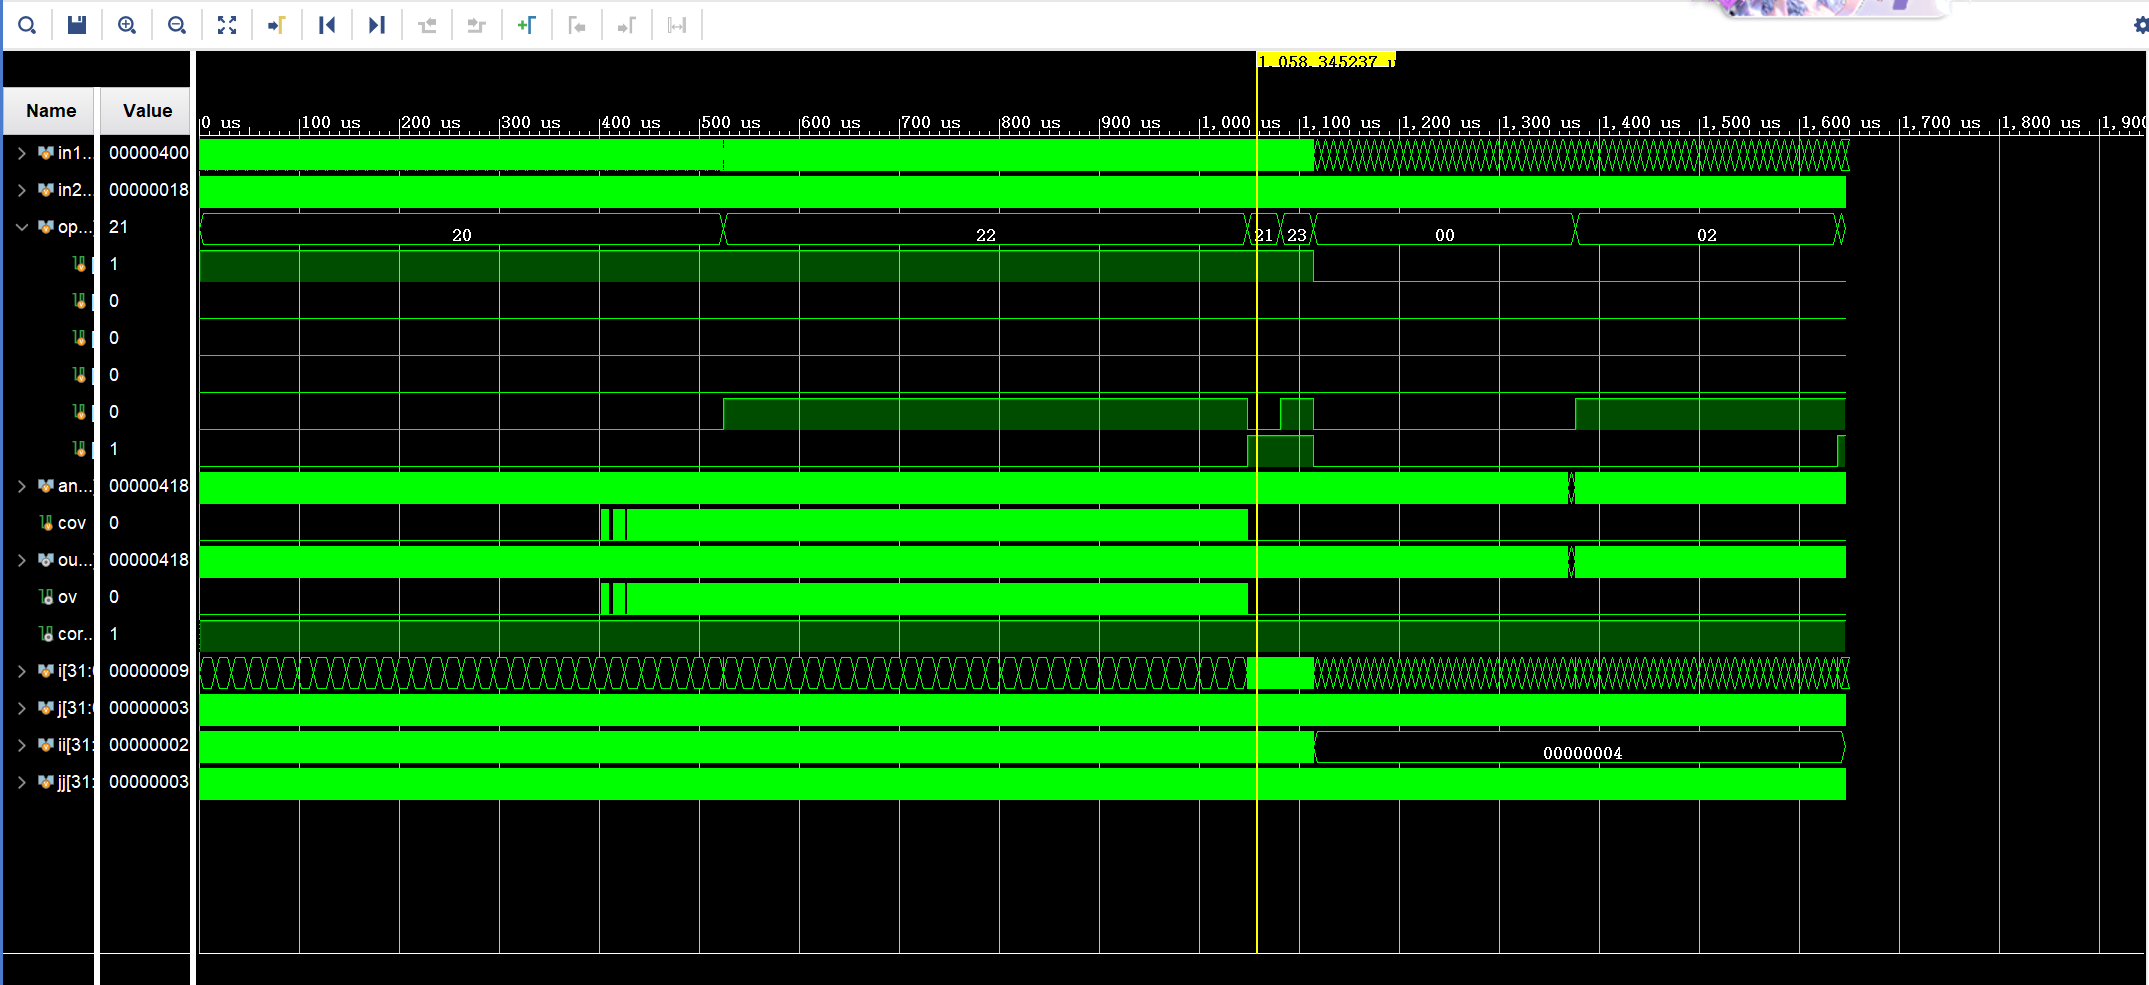 1,058.345237 u
Name Value
0 us 100 us 200 us 300 us 400 us 500 us 600 us 700 us 800 us 900 us 1,000 us 1,100 us 1,200 us 1,300 us 1,400 us 1,500 us 1,600 us 1,700 us 1,800 us 1,900
in1... 00000400
in2... 00000018
op... 21 20 22 21 23 00 02
1
0
0
0
0
1
an... 00000418
cov 0
ou... 00000418
ov 0
cor... 1
i[31: 00000009
j[31: 00000003
ii[31: 00000002 00000004
jj[31: 00000003